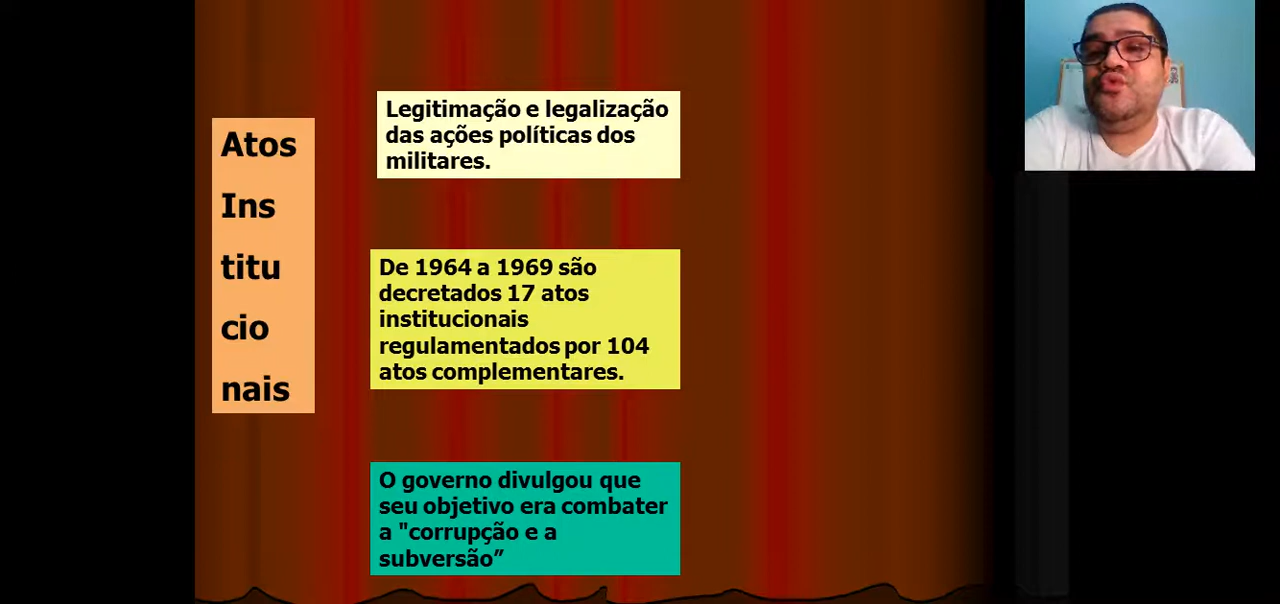 Atos
Ins
titu
cio
nais
Legitimação e legalização
das ações políticas dos
militares.
De 1964 a 1969 são
decretados 17 atos
institucionais
regulamentados por 104
atos complementares.
O governo divulgou que
seu objetivo era combater
a "corrupção e a
subversão”